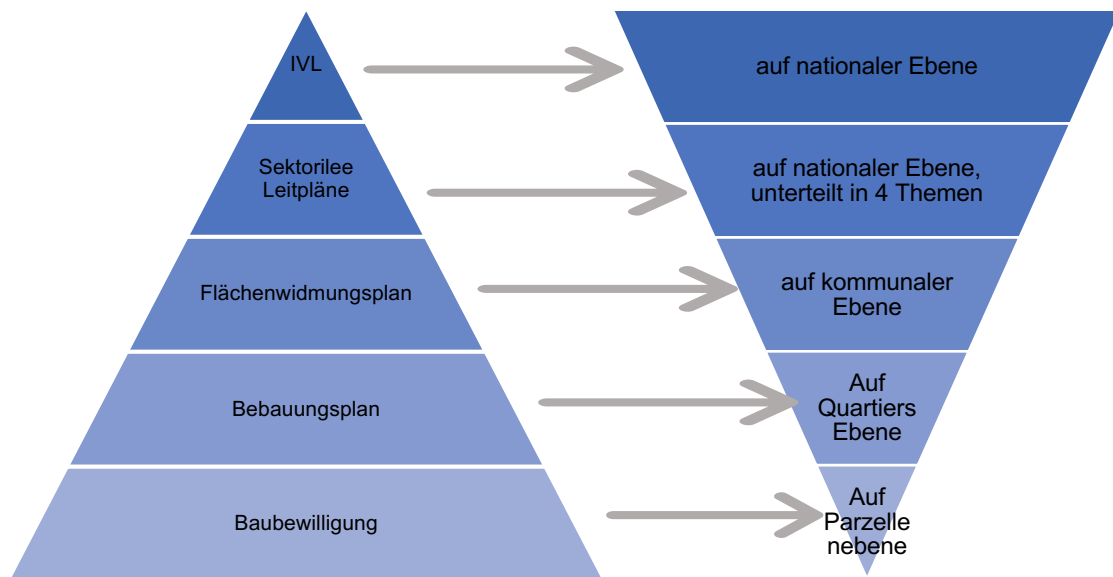 IVL
auf nationaler Ebene
Sektorilee
Leitpläne
auf nationaler Ebene,
unterteilt in 4 Themen
Flächenwidmungsplan
auf kommunaler
Ebene
Bebauungsplan
Auf
Quartiers
Ebene
Baubewilligung
Auf
Parzelle
nebene